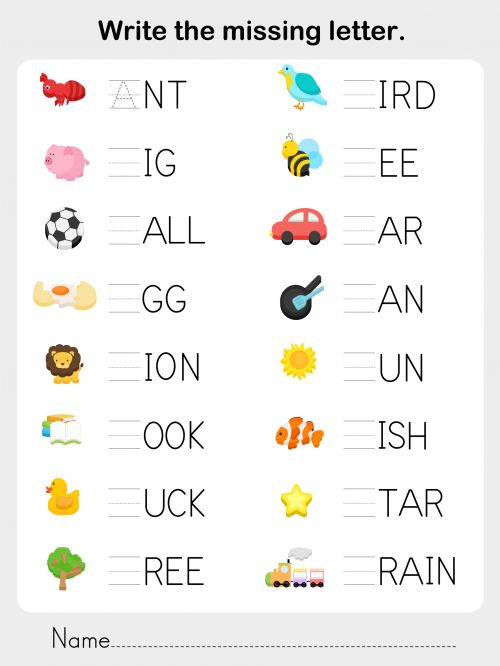 Write the missing letter.
ANT
IRD
IG
EE
ALL
AR
GG
AN
ION
UN
OOK
ISH
UCK
TAR
REE
RAIN
Name